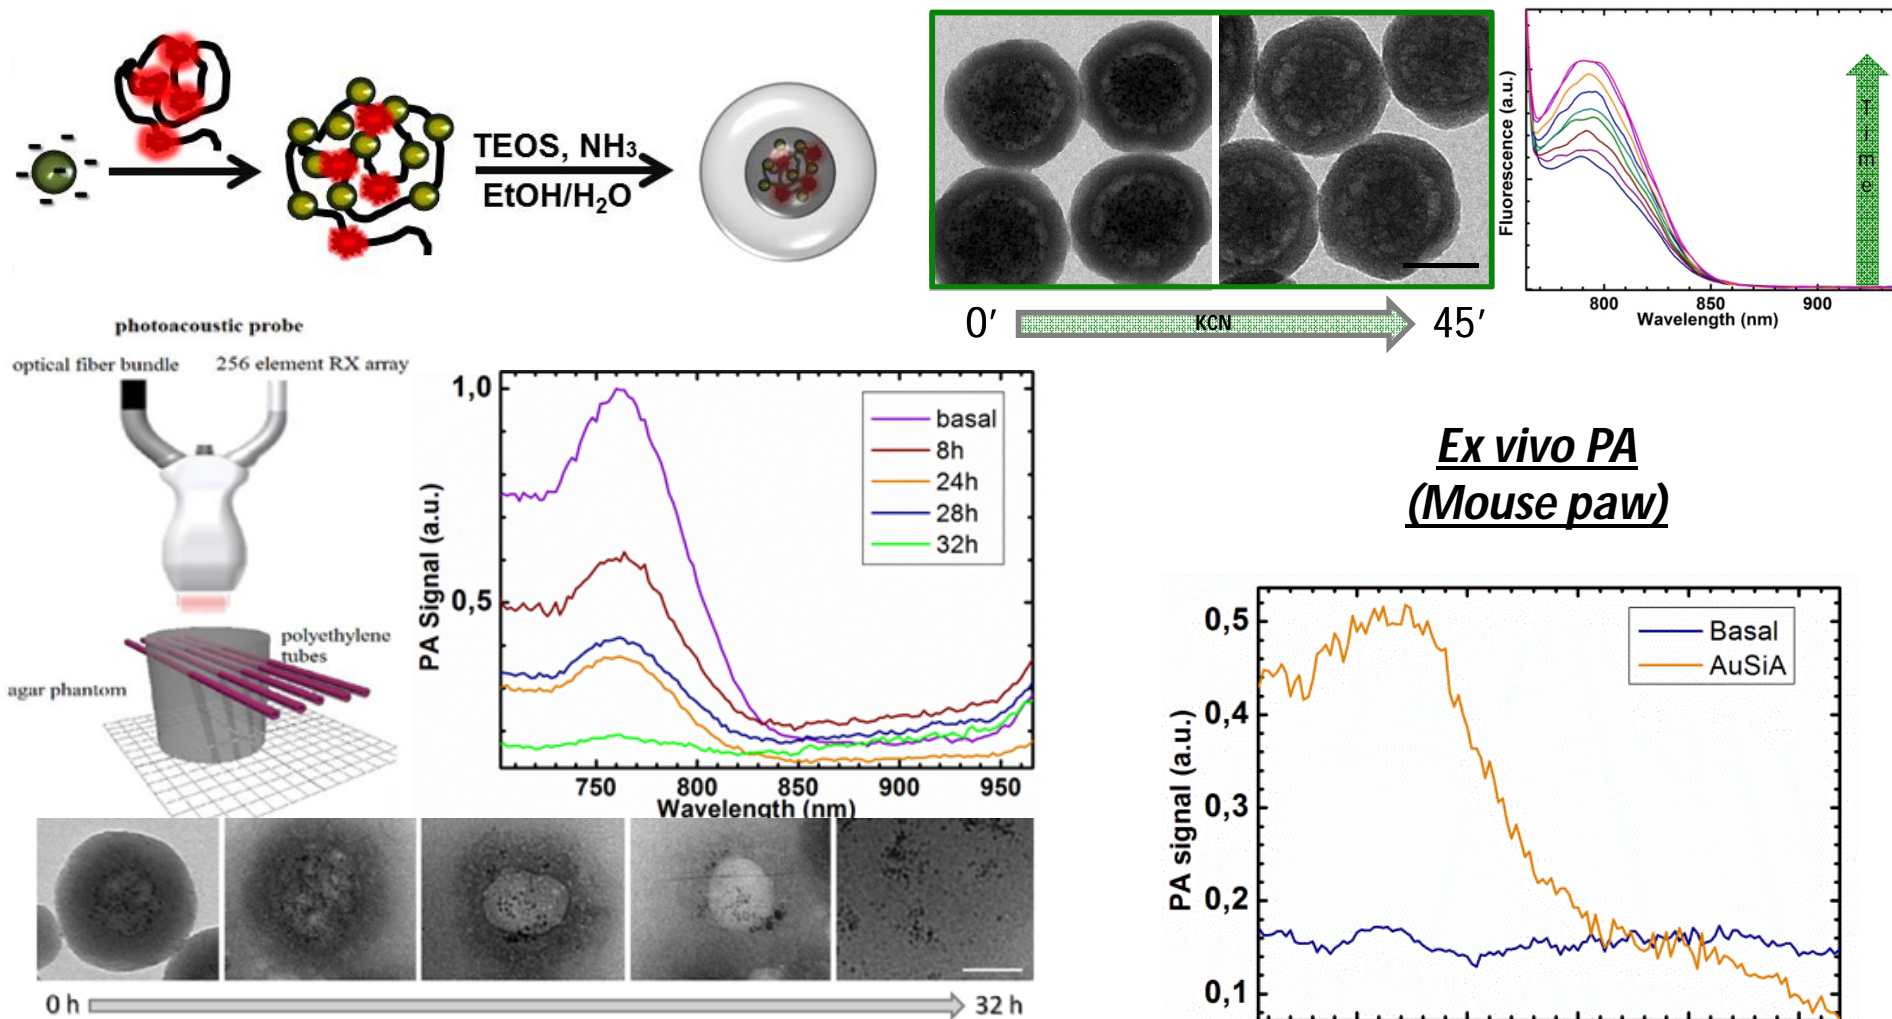 TEOS, NH₃
EtOH/H₂O
0'
KCN
45'
Fluorescence (a.u.)
Time
800
850
900
Wavelength (nm)
photoacoustic probe
optical fiber bundle
256 element RX array
polyethylene
tubes
agar phantom
PA Signal (a.u.)
1,0
0,5
basal
8h
24h
28h
32h
750
800
850
900
950
Wavelength (nm)
0 h
32 h
Ex vivo PA
(Mouse paw)
PA signal (a.u.)
0,5
0,4
0,3
0,2
0,1
Basal
AuSiA